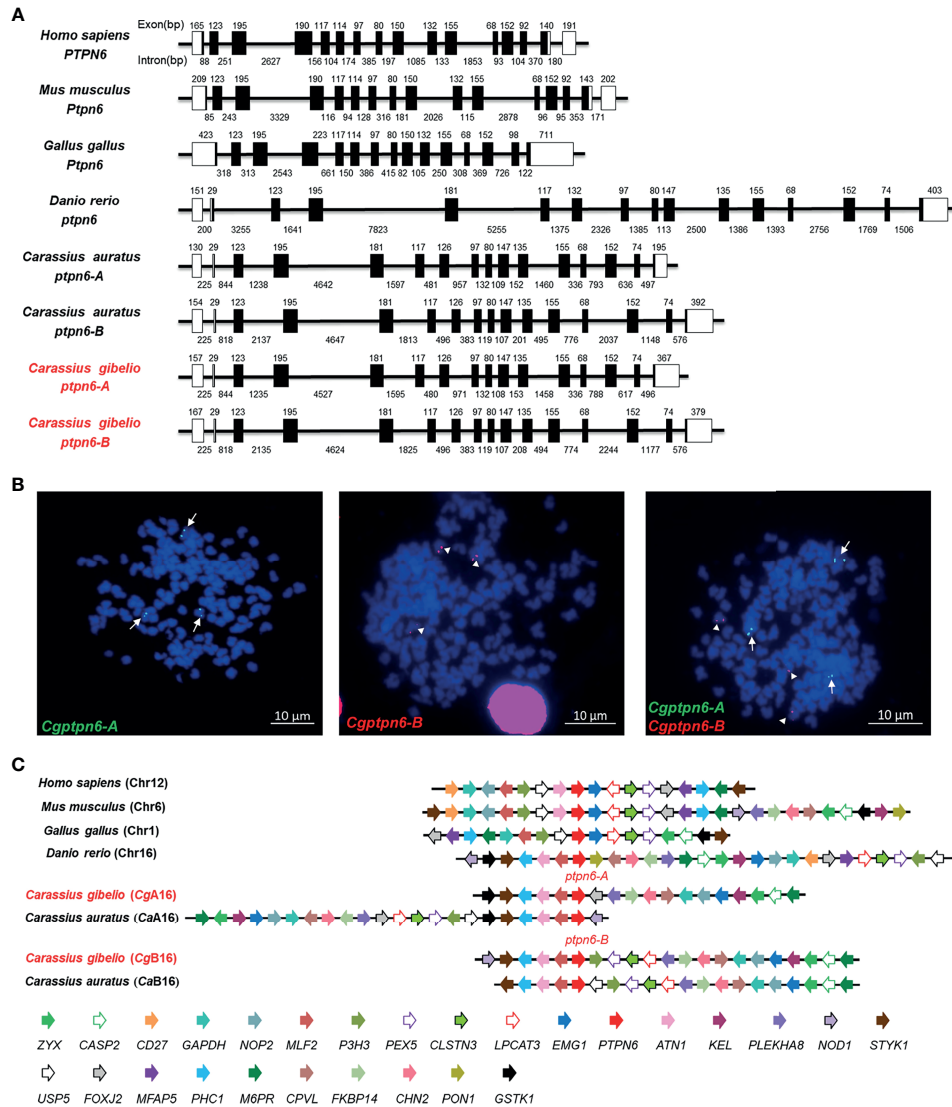 A
Exon(bp)
Intron(bp)
Homo sapiens
PTPN6
165 123 195 190 117 114 97 80 150 132 155 68 152 92 140 191
88 251 2627 156 104 174 385 197 1085 133 1853 93 104 370 180
Mus musculus
Ptpn6
209 123 195 190 117 114 97 80 150 132 155 68 152 92 143 202
85 243 3329 116 94 128 316 181 2026 115 2878 96 95 353 171
Gallus gallus
Ptpn6
423 123 195 223 117 114 97 80 150 132 155 68 152 98 711
318 313 2543 661 150 386 415 82 105 250 308 369 726 122
Danio rerio
ptpn6
151 29 123 195 181 117 132 97 80 147 135 155 68 152 74 403
200 3255 1641 7823 5255 1375 2326 1385 113 2500 1386 1393 2756 1769 1506
Carassius auratus
ptpn6-A
130 29 123 195 181 117 126 97 80 147 135 155 68 152 74 195
225 844 1238 4642 1597 481 957 132 109 152 1460 336 793 636 497
Carassius auratus
ptpn6-B
154 29 123 195 181 117 126 97 80 147 135 155 68 152 74 392
225 818 2137 4647 1813 496 383 119 107 201 495 776 2037 1148 576
Carassius gibelio
ptpn6-A
157 29 123 195 181 117 126 97 80 147 135 155 68 152 74 367
225 844 1235 4527 1595 480 971 132 108 153 1458 336 788 617 496
Carassius gibelio
ptpn6-B
167 29 123 195 181 117 126 97 80 147 135 155 68 152 74 379
225 818 2135 4624 1825 496 383 119 107 208 494 774 2244 1177 576
B
Cgptpn6-A
10 µm
Cgptpn6-B
10 µm
Cgptpn6-A
Cgptpn6-B
10 µm
C
Homo sapiens (Chr12)
Mus musculus (Chr6)
Gallus gallus (Chr1)
Danio rerio (Chr16)
ptpn6-A
Carassius gibelio (CgA16)
Carassius auratus (CaA16)
ptpn6-B
Carassius gibelio (CgB16)
Carassius auratus (CaB16)
ZYX CASP2 CD27 GAPDH NOP2 MLF2 P3H3 PEX5 CLSTN3 LPCAT3 EMG1 PTPN6 ATN1 KEL PLEKHA8 NOD1 STYK1
USP5 FOXJ2 MFAP5 PHC1 M6PR CPVL FKBP14 CHN2 PON1 GSTK1